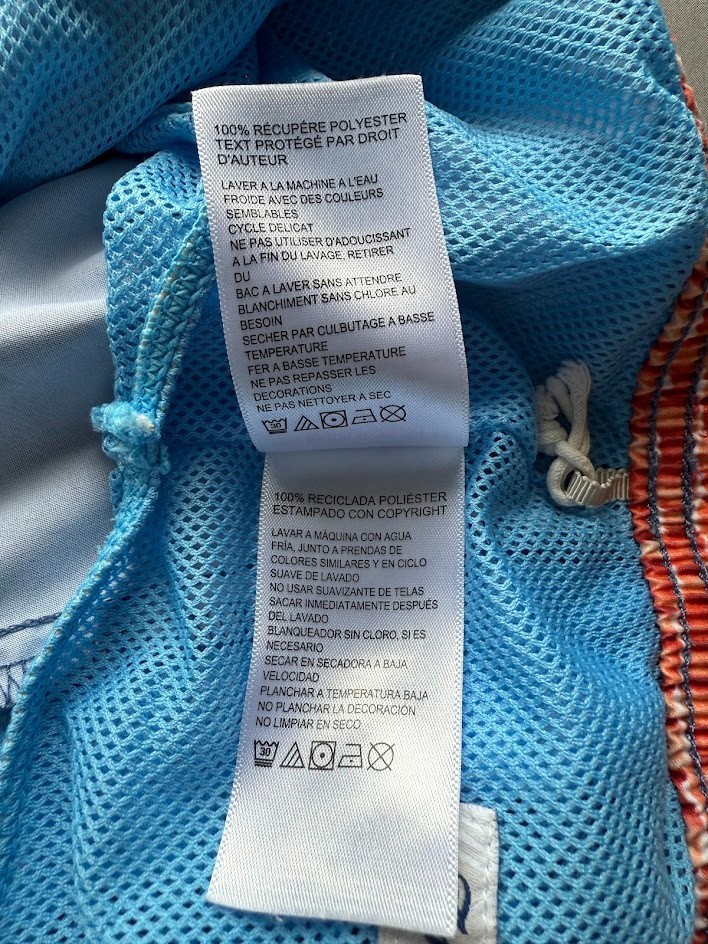 100% RÉCUPÉRE POLYESTER
TEXT PROTÉGÉ PAR DROIT
D'AUTEUR
LAVER A LA MACHINE A L'EAU
FROIDE AVEC DES COULEURS
SEMBLABLES
CYCLE DELICAT
NE PAS UTILISER D'ADOUCISSANT
A LA FIN DU LAVAGE, RETIRER
DU
BAC A LAVER SANS ATTENDRE
BLANCHIMENT SANS CHLORE AU
BESOIN
SECHER PAR CULBUTAGE A BASSE
TEMPERATURE
FER A BASSE TEMPERATURE
NE PAS REPASSER LES
DECORATIONS
NE PAS NETTOYER A SEC
30
100% RECICLADA POLIÉSTER
ESTAMPADO CON COPYRIGHT
LAVAR A MÁQUINA CON AGUA
FRÍA, JUNTO A PRENDAS DE
COLORES SIMILARES Y EN CICLO
SUAVE DE LAVADO
NO USAR SUAVIZANTE DE TELAS
SACAR INMEDIATAMENTE DESPUÉS
DEL LAVADO
BLANQUEADOR SIN CLORO, SI ES
NECESARIO
SECAR EN SECADORA A BAJA
VELOCIDAD
PLANCHAR A TEMPERATURA BAJA
NO PLANCHAR LA DECORACIÓN
NO LIMPIAR EN SECO
30